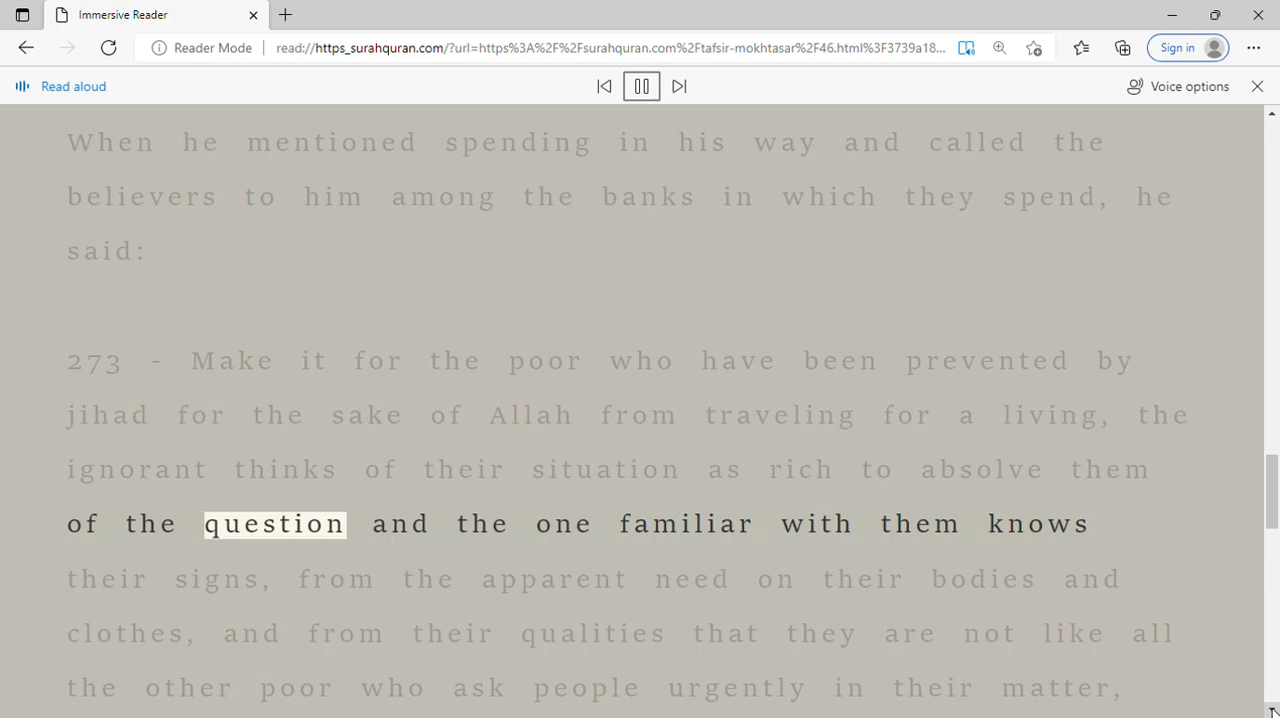 Immersive Reader
Reader Mode
read://https_surahquran.com/?url=https%3A%2F%2Fsurahquran.com%2Ftafsir-mokhtasar%2F46.html%3F3739a18...
Sign in
Read aloud
Voice options
When he mentioned spending in his way and called the
believers to him among the banks in which they spend, he
said:
273 - Make it for the poor who have been prevented by
jihad for the sake of Allah from traveling for a living, the
ignorant thinks of their situation as rich to absolve them
of the question and the one familiar with them knows
their signs, from the apparent need on their bodies and
clothes, and from their qualities that they are not like all
the other poor who ask people urgently in their matter,